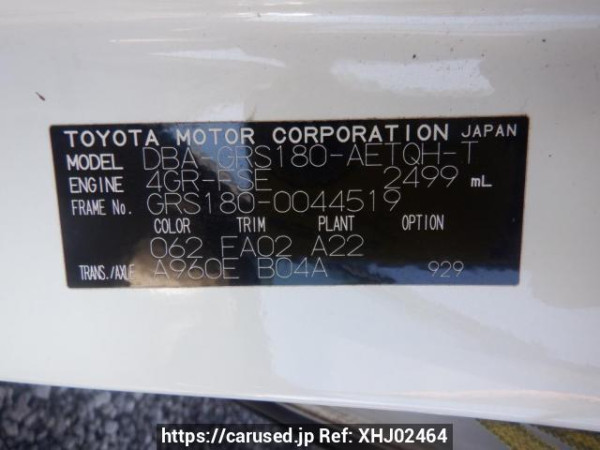 TOYOTA MOTOR CORPORATION JAPAN
MODEL DBA-GRS180-AETQH-T
ENGINE 4GR-FSE 2499 mL
FRAME No. GRS180-0044519
COLOR TRIM PLANT OPTION
062 FA02 A22
TRANS./AXLE A960E B04A 929
https://carused.jp Ref: XHJ02464